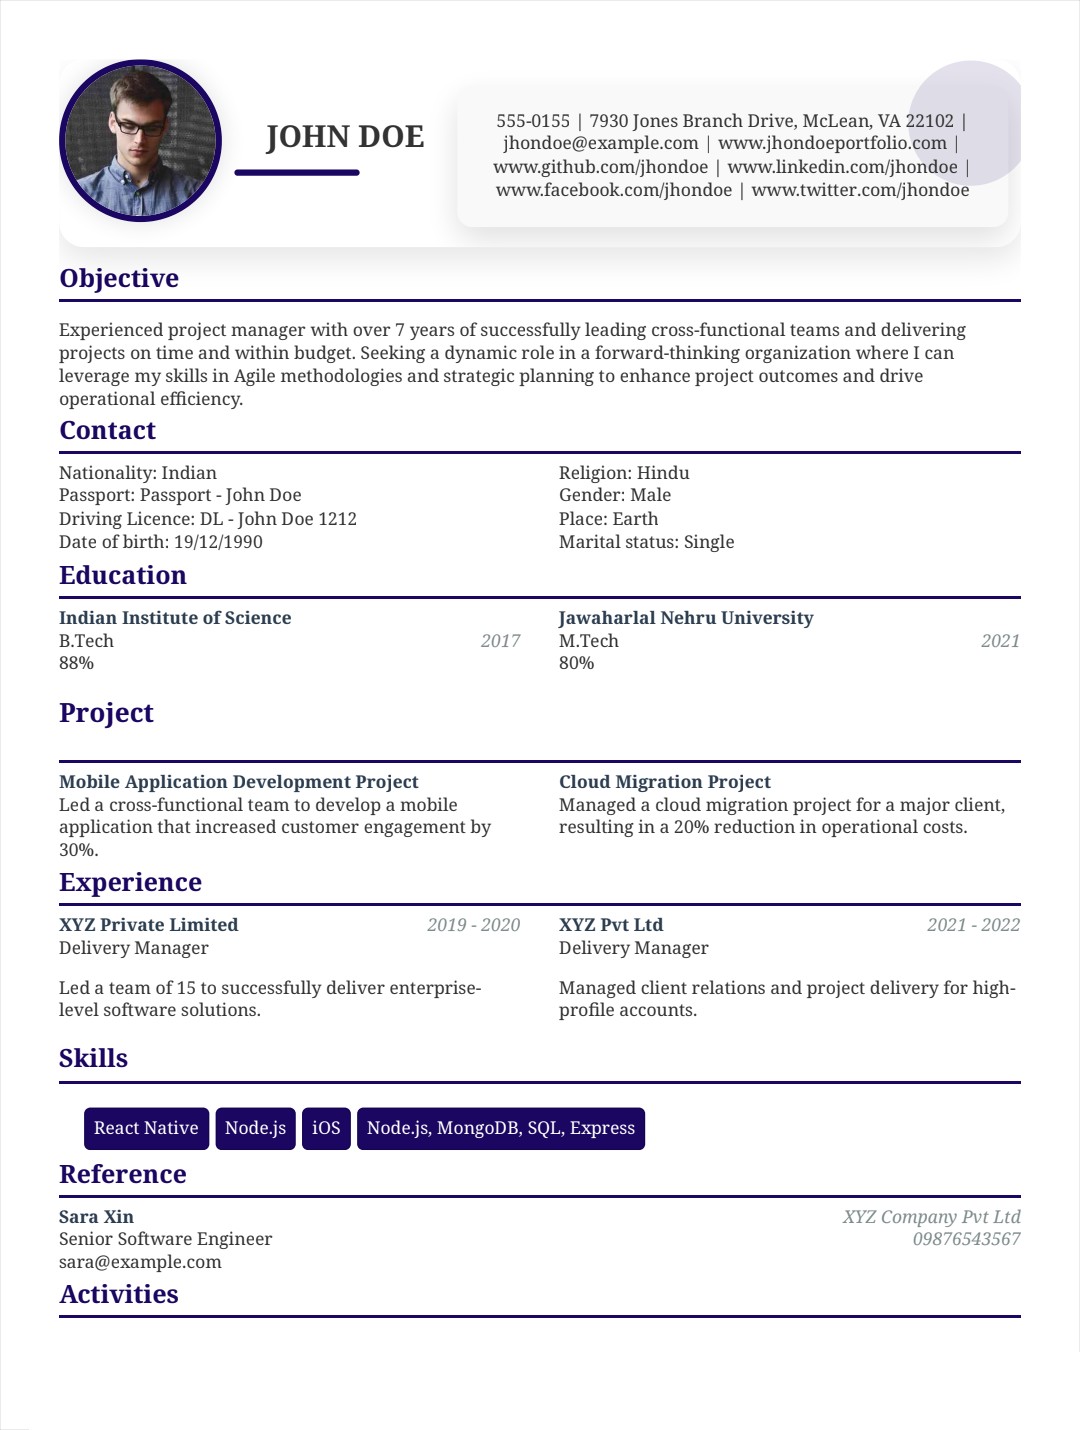 JOHN DOE
555-0155 | 7930 Jones Branch Drive, McLean, VA 22102 |
jhondoe@example.com | www.jhondoeportfolio.com |
www.github.com/jhondoe | www.linkedin.com/jhondoe |
www.facebook.com/jhondoe | www.twitter.com/jhondoe
Objective
Experienced project manager with over 7 years of successfully leading cross-functional teams and delivering
projects on time and within budget. Seeking a dynamic role in a forward-thinking organization where I can
leverage my skills in Agile methodologies and strategic planning to enhance project outcomes and drive
operational efficiency.
Contact
Nationality: Indian
Passport: Passport - John Doe
Driving Licence: DL - John Doe 1212
Date of birth: 19/12/1990
Religion: Hindu
Gender: Male
Place: Earth
Marital status: Single
Education
Indian Institute of Science
B.Tech 2017
88%
Jawaharlal Nehru University
M.Tech 2021
80%
Project
Mobile Application Development Project
Led a cross-functional team to develop a mobile
application that increased customer engagement by
30%.
Cloud Migration Project
Managed a cloud migration project for a major client,
resulting in a 20% reduction in operational costs.
Experience
XYZ Private Limited 2019 - 2020
Delivery Manager
Led a team of 15 to successfully deliver enterprise-
level software solutions.
XYZ Pvt Ltd 2021 - 2022
Delivery Manager
Managed client relations and project delivery for high-
profile accounts.
Skills
React Native Node.js iOS Node.js, MongoDB, SQL, Express
Reference
Sara Xin XYZ Company Pvt Ltd
Senior Software Engineer 09876543567
sara@example.com
Activities